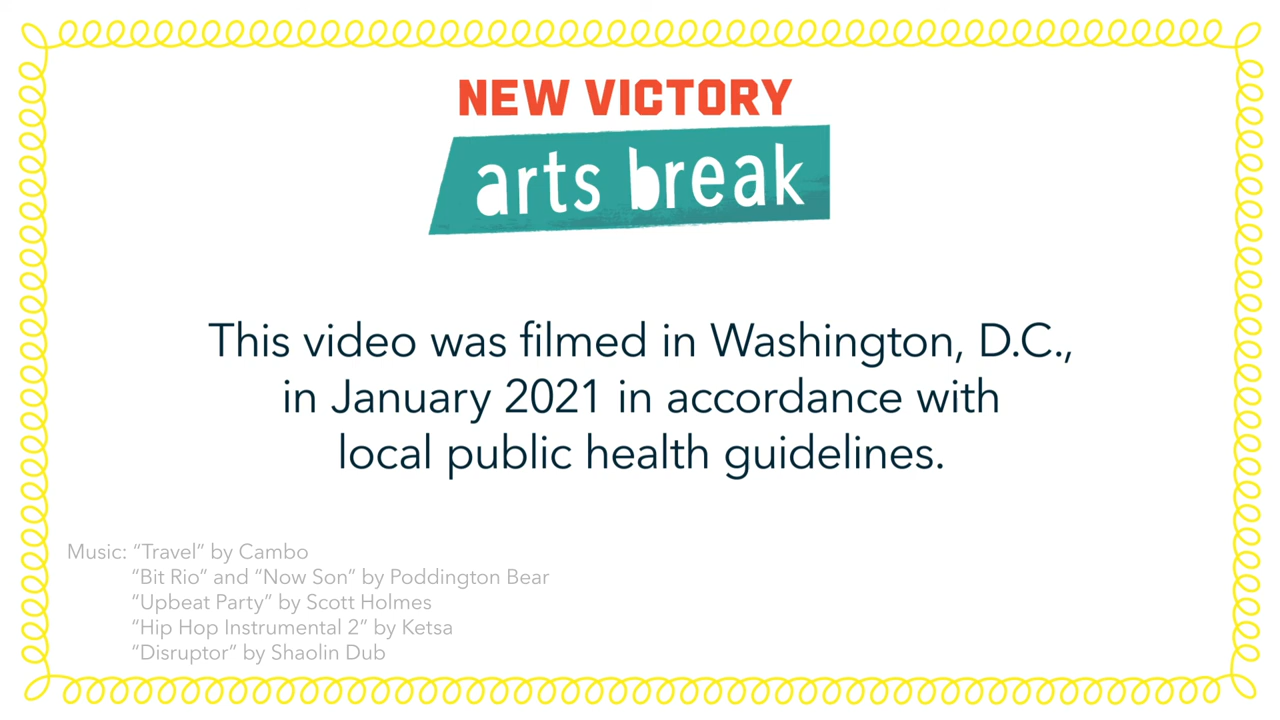 NEW VICTORY
arts break
This video was filmed in Washington, D.C.,
in January 2021 in accordance with
local public health guidelines.
Music: “Travel” by Cambo
“Bit Rio” and “Now Son” by Poddington Bear
“Upbeat Party” by Scott Holmes
“Hip Hop Instrumental 2” by Ketsa
“Disruptor” by Shaolin Dub